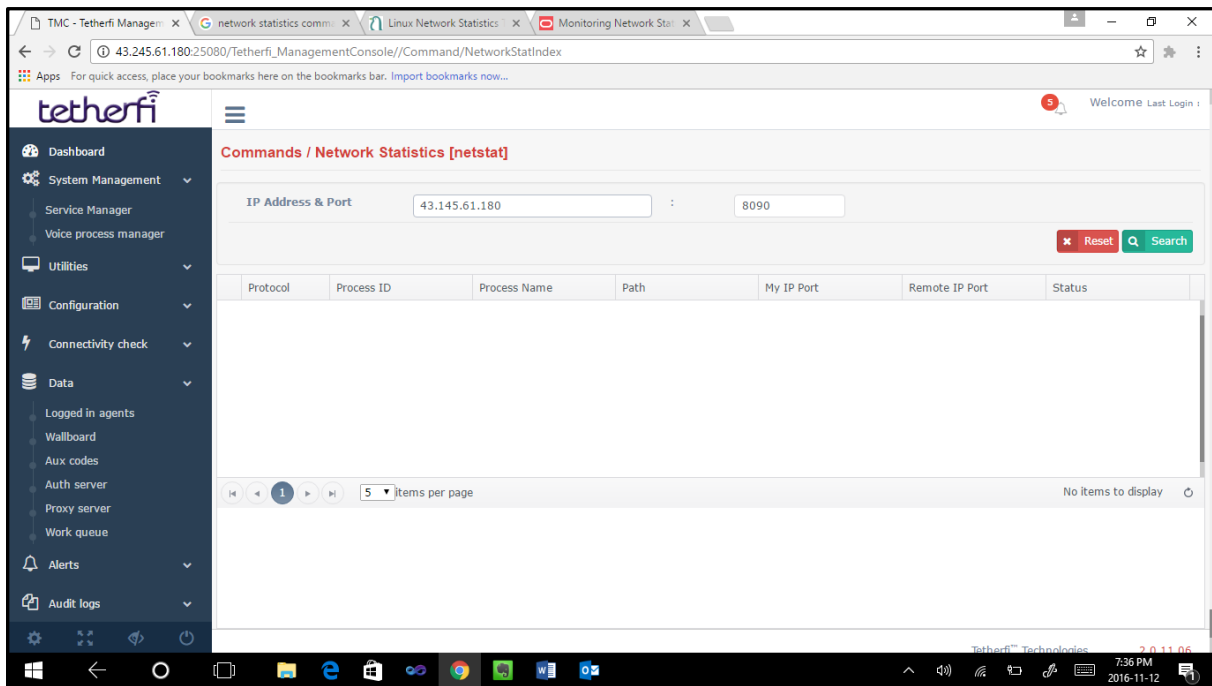 TMC - Tetherfi Managem
network statistics comm
Linux Network Statistics
Monitoring Network Stat
43.245.61.180:25080/Tetherfi_ManagementConsole//Command/NetworkStatIndex
Apps For quick access, place your bookmarks here on the bookmarks bar. Import bookmarks now...
tetherfi
5
Welcome Last Login :
Dashboard
System Management
Service Manager
Voice process manager
Utilities
Configuration
Connectivity check
Data
Logged in agents
Wallboard
Aux codes
Auth server
Proxy server
Work queue
Alerts
Audit logs
Commands / Network Statistics [netstat]
IP Address & Port
43.145.61.180 : 8090
Reset Search
Protocol Process ID Process Name Path My IP Port Remote IP Port Status
1 5 items per page No items to display
Tetherfi™ Technologies 2.0.11.06
7:36 PM
2016-11-12